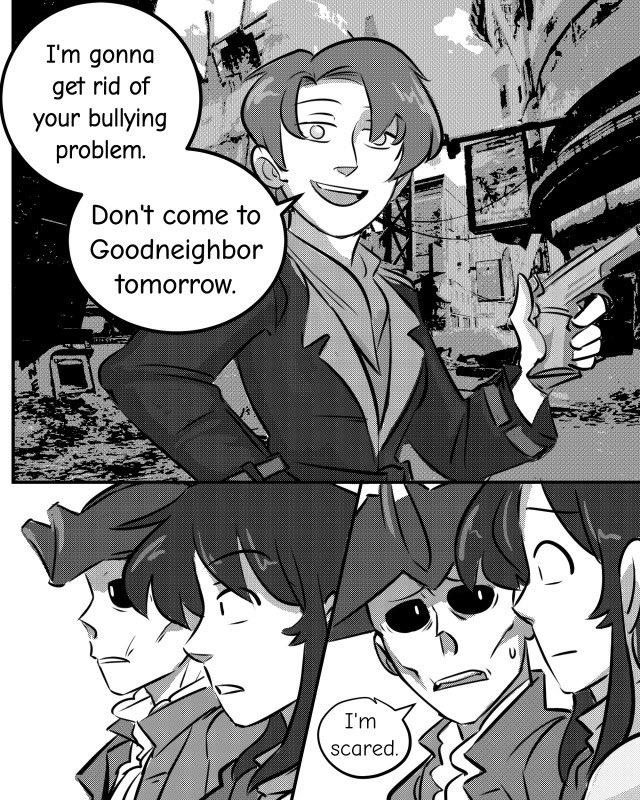 I'm gonna
get rid of
your bullying
problem.
Don't come to
Goodneighbor
tomorrow.
I'm
scared.